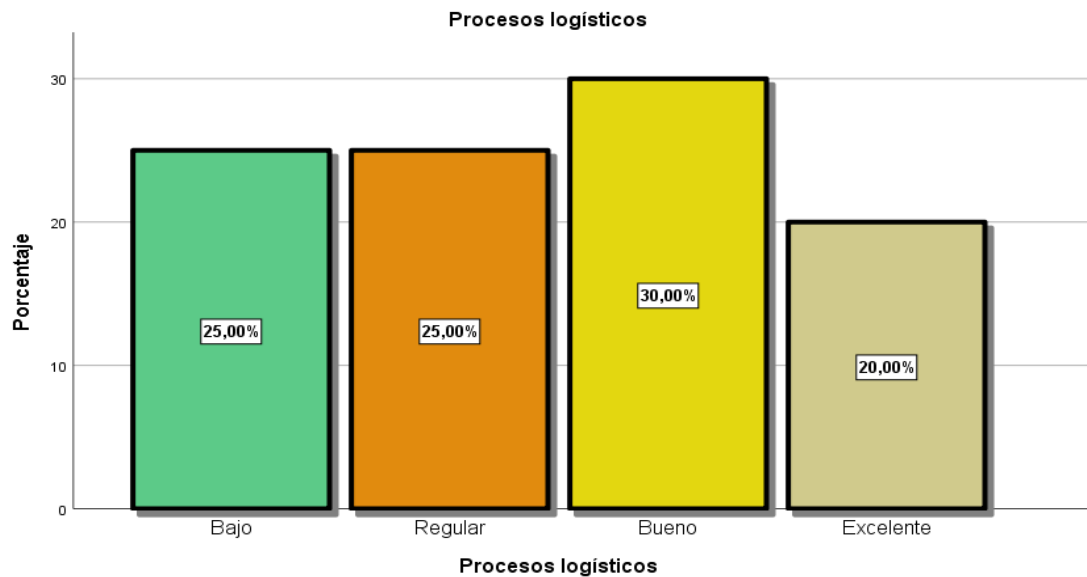 Procesos logísticos
Porcentaje
30
20
10
0
25,00%
25,00%
30,00%
20,00%
Bajo
Regular
Bueno
Excelente
Procesos logísticos